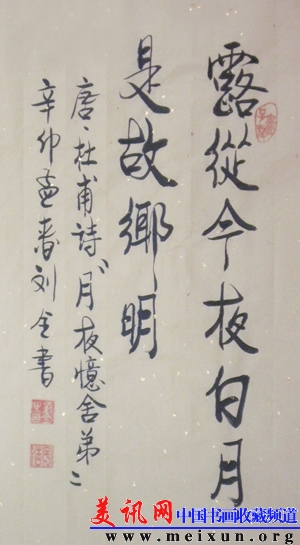 露從今夜白月
是故鄉明
唐、杜甫詩、月夜憶舍弟二
辛卯孟春刘全書
美讯网 中国书画收藏频道
www.meixun.org